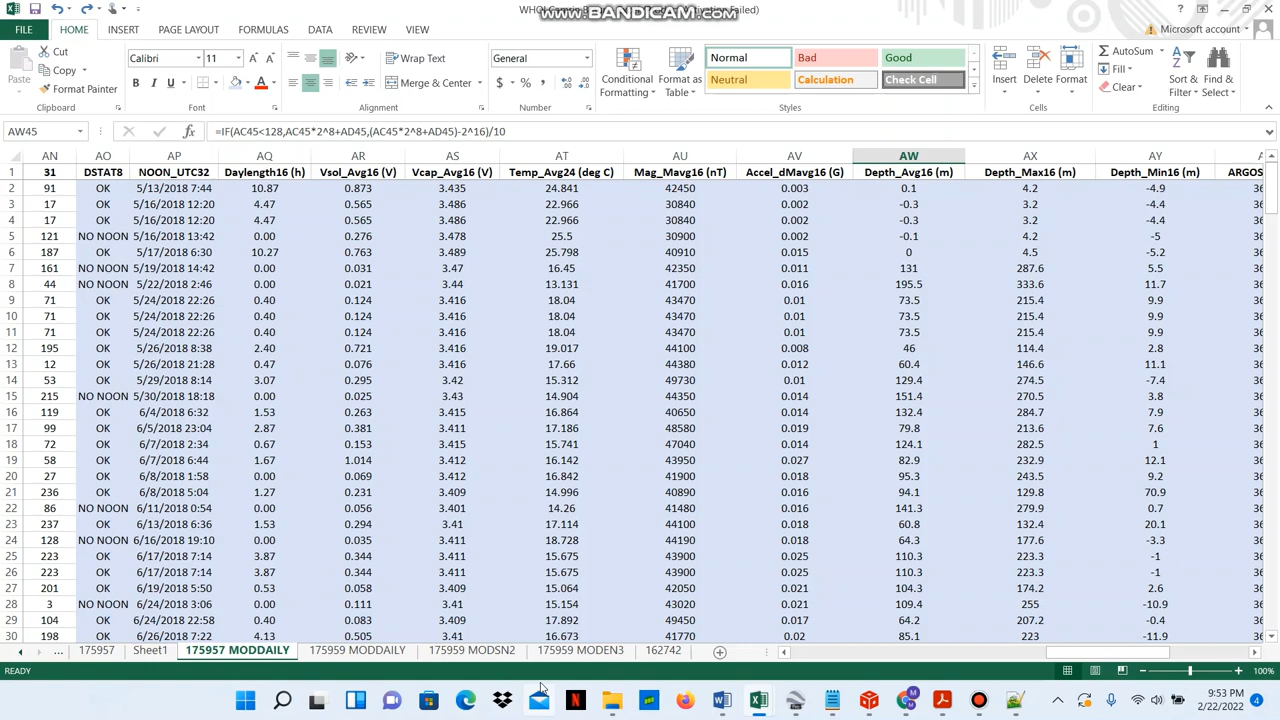 WHOI
Failed)
www.BANDICAM.com
FILE HOME INSERT PAGE LAYOUT FORMULAS DATA REVIEW VIEW Microsoft account
Cut
Copy
Format Painter
Paste
Clipboard
Calibri 11
B I U
Font
Wrap Text
Merge & Center
Alignment
General
$ % ,
Number
Conditional Formatting
Format as Table
Normal Bad Good
Neutral Calculation Check Cell
Styles
Insert Delete Format
Cells
AutoSum
Fill
Clear
Sort & Filter
Find & Select
Editing
AW45 =IF(AC45<128,AC45*2^8+AD45,(AC45*2^8+AD45)-2^16)/10
AN AO AP AQ AR AS AT AU AV AW AX AY
1 31 DSTAT8 NOON_UTC32 Daylength16 (h) Vsol_Avg16 (V) Vcap_Avg16 (V) Temp_Avg24 (deg C) Mag_Mavg16 (nT) Accel_dMavg16 (G) Depth_Avg16 (m) Depth_Max16 (m) Depth_Min16 (m) ARGOS
2 91 OK 5/13/2018 7:44 10.87 0.873 3.435 24.841 42450 0.003 0.1 4.2 -4.9
3 17 OK 5/16/2018 12:20 4.47 0.565 3.486 22.966 30840 0.002 -0.3 3.2 -4.4
4 17 OK 5/16/2018 12:20 4.47 0.565 3.486 22.966 30840 0.002 -0.3 3.2 -4.4
5 121 NO NOON 5/16/2018 13:42 0.00 0.276 3.478 25.5 30900 0.002 -0.1 4.2 -5
6 187 OK 5/17/2018 6:30 10.27 0.763 3.489 25.798 40910 0.015 0 4.5 -5.2
7 161 NO NOON 5/19/2018 14:42 0.00 0.031 3.47 16.45 42350 0.011 131 287.6 5.5
8 44 NO NOON 5/22/2018 2:46 0.00 0.021 3.44 13.131 41700 0.016 195.5 333.6 11.7
9 71 OK 5/24/2018 22:26 0.40 0.124 3.416 18.04 43470 0.01 73.5 215.4 9.9
10 71 OK 5/24/2018 22:26 0.40 0.124 3.416 18.04 43470 0.01 73.5 215.4 9.9
11 71 OK 5/24/2018 22:26 0.40 0.124 3.416 18.04 43470 0.01 73.5 215.4 9.9
12 195 OK 5/26/2018 8:38 2.40 0.721 3.416 19.017 44100 0.008 46 114.4 2.8
13 12 OK 5/26/2018 21:28 0.47 0.076 3.416 17.66 44380 0.012 60.4 146.6 11.1
14 53 OK 5/29/2018 8:14 3.07 0.295 3.42 15.312 49730 0.01 129.4 274.5 -7.4
15 215 NO NOON 5/30/2018 18:18 0.00 0.025 3.43 14.904 44350 0.014 151.4 270.5 3.8
16 119 OK 6/4/2018 6:32 1.53 0.263 3.415 16.864 40650 0.014 132.4 284.7 7.9
17 99 OK 6/5/2018 23:04 2.87 0.381 3.411 17.186 48580 0.019 79.8 213.6 7.6
18 72 OK 6/7/2018 2:34 0.67 0.153 3.415 15.741 47040 0.014 124.1 282.5 1
19 58 OK 6/7/2018 6:44 1.67 1.014 3.412 16.142 43950 0.027 82.9 232.9 12.1
20 27 OK 6/8/2018 1:58 0.00 0.069 3.412 16.842 41900 0.018 95.3 243.3 9.2
21 236 OK 6/8/2018 5:04 1.27 0.231 3.409 14.996 40890 0.016 94.1 129.8 70.9
22 86 NO NOON 6/11/2018 0:54 0.00 0.056 3.401 14.26 41480 0.016 141.3 279.9 0.7
23 237 OK 6/13/2018 6:36 1.53 0.294 3.41 17.114 44100 0.018 60.8 132.4 20.1
24 128 NO NOON 6/16/2018 19:10 0.00 0.035 3.411 18.728 44190 0.018 64.3 177.6 -3.3
25 223 OK 6/17/2018 7:14 3.87 0.344 3.411 15.675 43900 0.025 110.3 223.3 -1
26 223 OK 6/17/2018 7:14 3.87 0.344 3.411 15.675 43900 0.025 110.3 223.3 -1
27 201 OK 6/19/2018 5:50 0.53 0.058 3.409 15.064 42050 0.021 104.3 174.2 2.6
28 3 NO NOON 6/24/2018 3:06 0.00 0.111 3.41 15.154 43020 0.021 109.4 255 -10.9
29 104 OK 6/24/2018 22:58 0.40 0.083 3.409 17.892 49450 0.017 64.2 207.2 -0.4
30 198 OK 6/26/2018 7:22 4.13 0.505 3.41 16.673 41770 0.02 85.1 223 -11.9
... 175957 Sheet1 175957 MODDAILY 175959 MODDAILY 175959 MODSN2 175959 MODEN3 162742
READY 100%
9:53 PM
2/22/2022